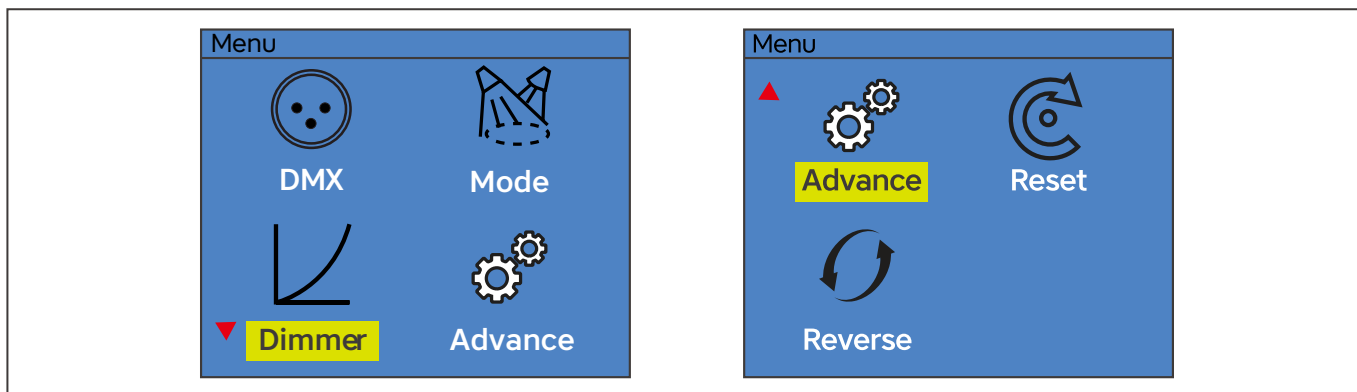 Menu
DMX
Mode
Dimmer
Advance
Menu
Advance
Reset
Reverse